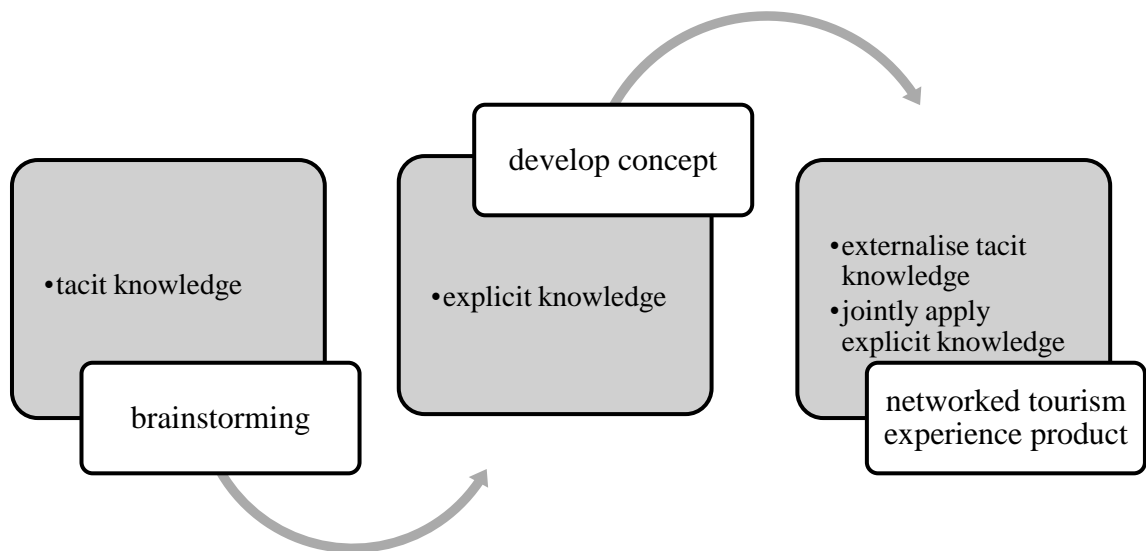 •tacit knowledge
brainstorming
develop concept
•explicit knowledge
•externalise tacit
knowledge
•jointly apply
explicit knowledge
networked tourism
experience product